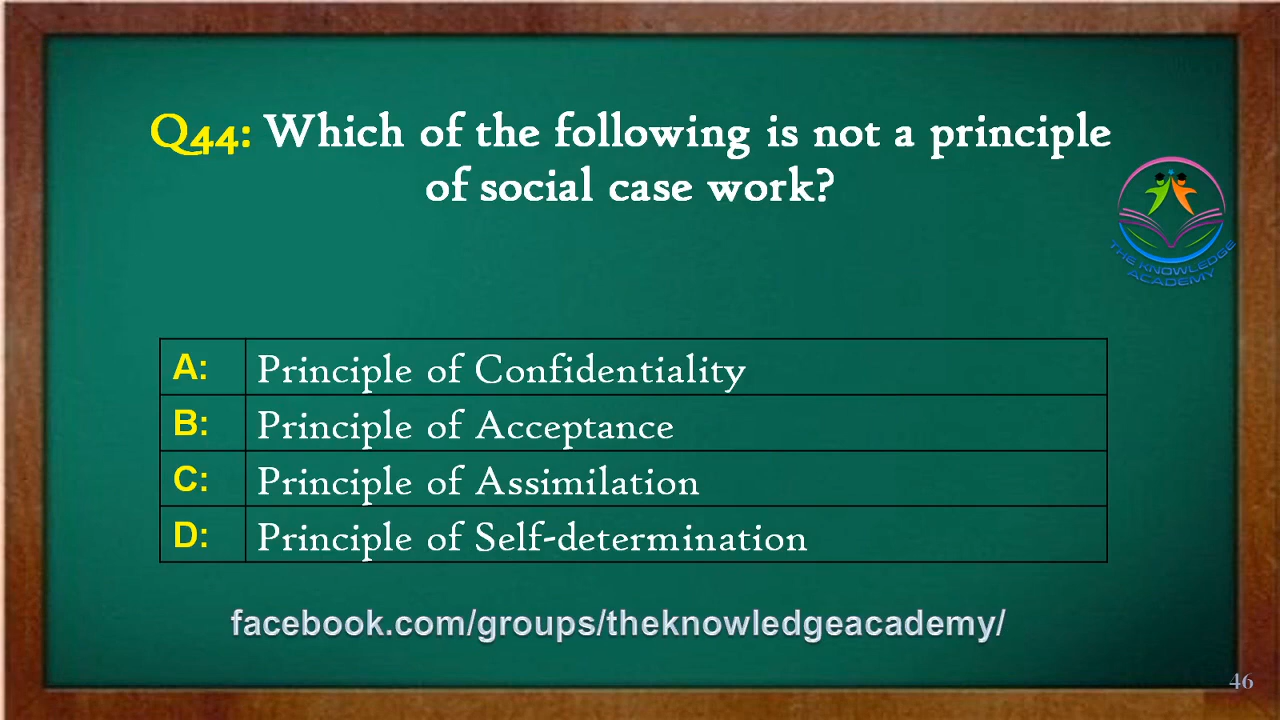 Q44: Which of the following is not a principle
of social case work?
THE KNOWLEDGE
ACADEMY
A: Principle of Confidentiality
B: Principle of Acceptance
C: Principle of Assimilation
D: Principle of Self-determination
facebook.com/groups/theknowledgeacademy/
46